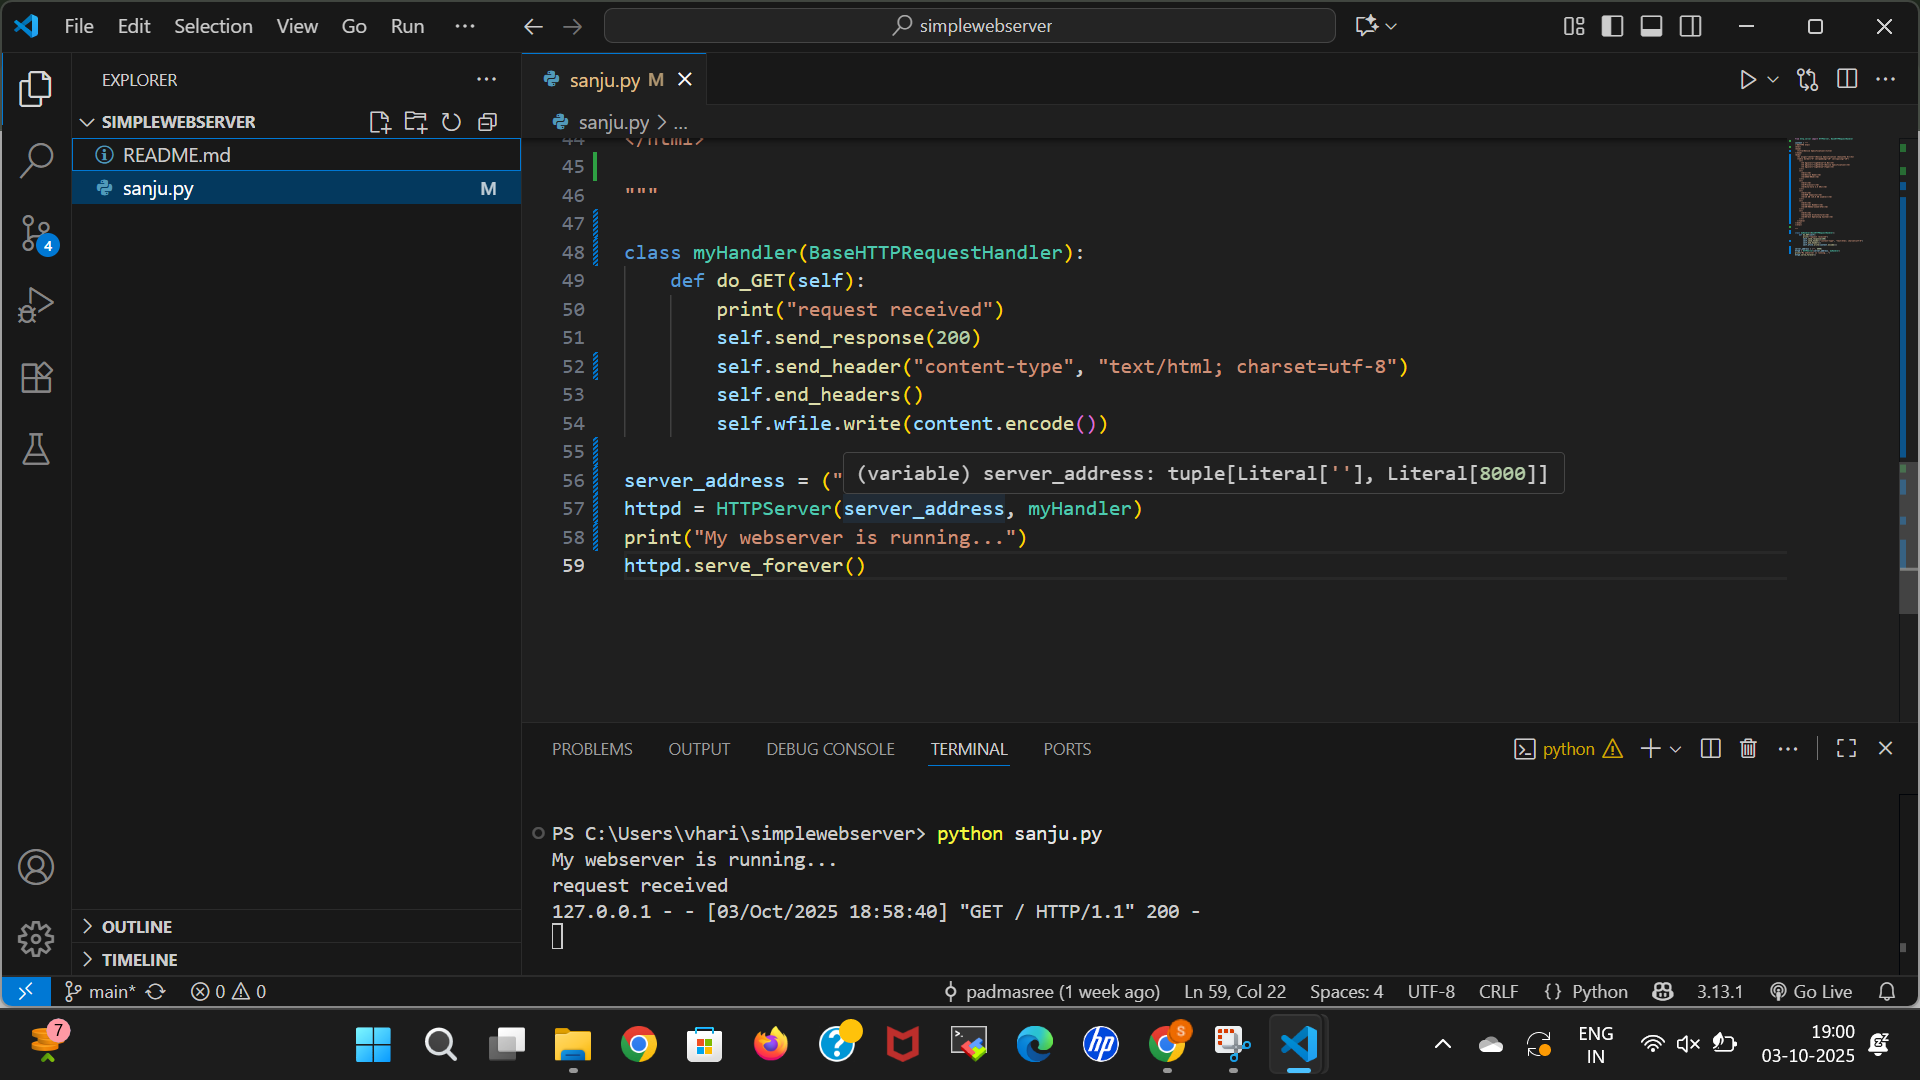 File Edit Selection View Go Run ...
simplewebserver
EXPLORER
SIMPLEWEBSERVER
README.md
sanju.py M
OUTLINE
TIMELINE
4
sanju.py M
sanju.py > ...
44 </html>
45
46 """
47
48 class myHandler(BaseHTTPRequestHandler):
49 def do_GET(self):
50 print("request received")
51 self.send_response(200)
52 self.send_header("content-type", "text/html; charset=utf-8")
53 self.end_headers()
54 self.wfile.write(content.encode())
55
(variable) server_address: tuple[Literal[''], Literal[8000]]
56 server_address = ("
57 httpd = HTTPServer(server_address, myHandler)
58 print("My webserver is running...")
59 httpd.serve_forever()
PROBLEMS OUTPUT DEBUG CONSOLE TERMINAL PORTS
python
PS C:\Users\vhari\simplewebserver> python sanju.py
My webserver is running...
request received
127.0.0.1 - - [03/Oct/2025 18:58:40] "GET / HTTP/1.1" 200 -
main* 0 0 padmasree (1 week ago) Ln 59, Col 22 Spaces: 4 UTF-8 CRLF {} Python 3.13.1 Go Live
7
hp
S
ENG
IN
19:00
03-10-2025